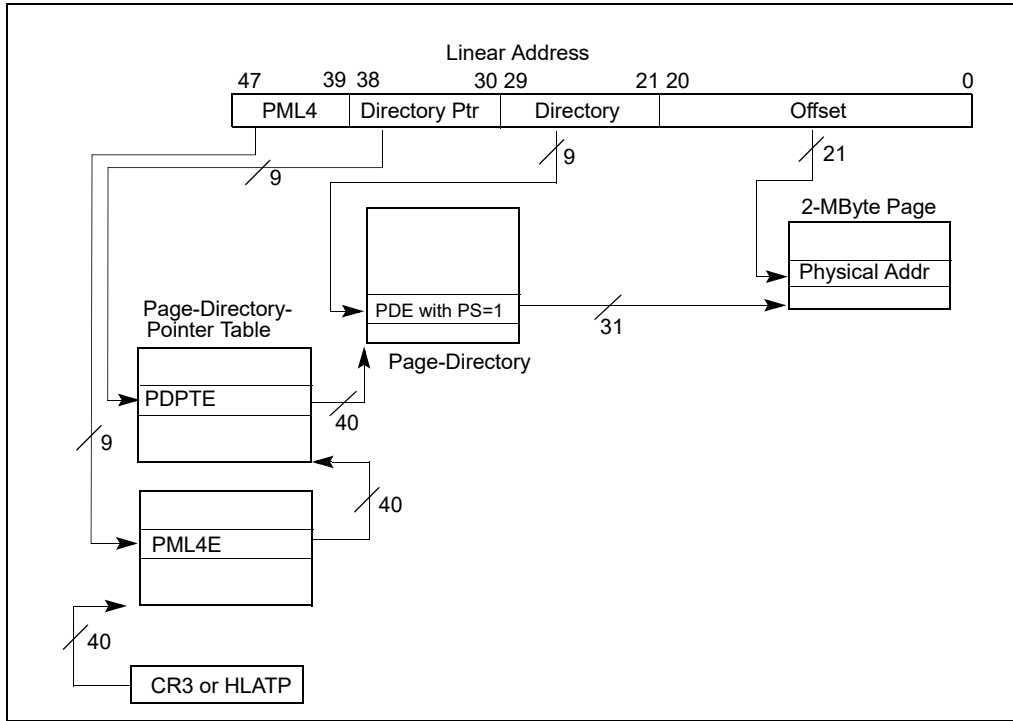 Linear Address
47 39 38 30 29 21 20 0
PML4 Directory Ptr Directory Offset
9
9
21
2-MByte Page
Physical Addr
PDE with PS=1
31
Page-Directory-
Pointer Table
Page-Directory
PDPTE
40
9
40
PML4E
40
CR3 or HLATP